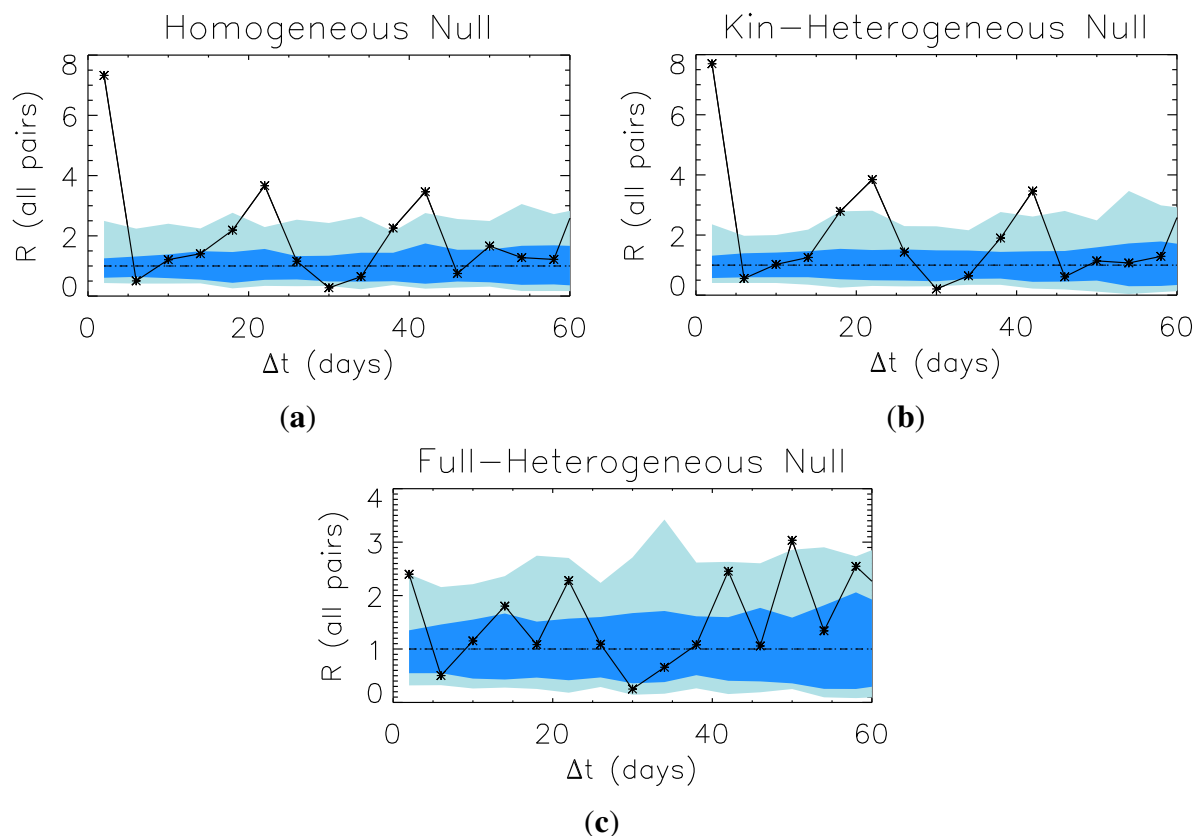 Homogeneous Null
Kin-Heterogeneous Null
R (all pairs)
8
6
4
2
0
0
20
40
60
Δt (days)
R (all pairs)
8
6
4
2
0
0
20
40
60
Δt (days)
(a)
(b)
Full-Heterogeneous Null
R (all pairs)
4
3
2
1
0
0
20
40
60
Δt (days)
(c)